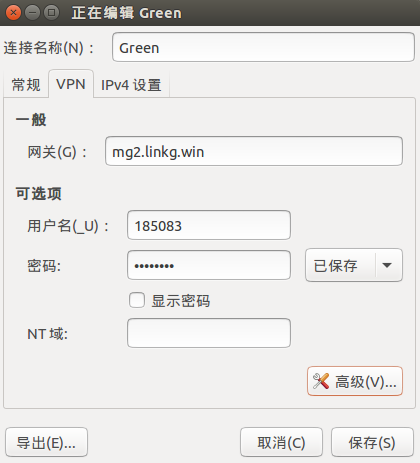 正在编辑 Green
连接名称(N)： Green
常规 VPN IPv4 设置
一般
网关(G)： mg2.linkg.win
可选项
用户名(_U)： 185083
密码: •••••••• 已保存
显示密码
NT 域:
高级(V)...
导出(E)... 取消(C) 保存(S)